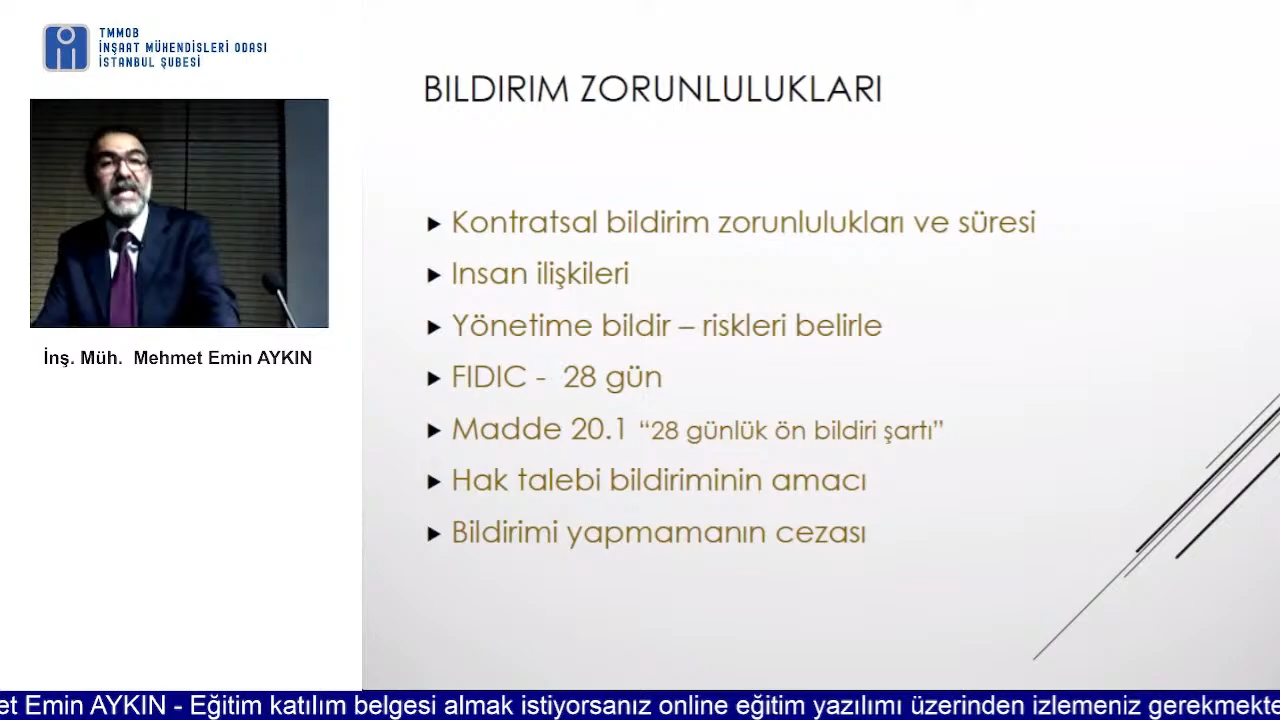 TMMOB
İNŞAAT MÜHENDİSLERİ ODASI
İSTANBUL ŞUBESİ
İnş. Müh. Mehmet Emin AYKIN
BILDIRIM ZORUNLULUKLARI
Kontratsal bildirim zorunlulukları ve süresi
Insan ilişkileri
Yönetime bildir – riskleri belirle
FIDIC - 28 gün
Madde 20.1 “28 günlük ön bildiri şartı”
Hak talebi bildiriminin amacı
Bildirimi yapmamanın cezası
et Emin AYKIN - Eğitim katılım belgesi almak istiyorsanız online eğitim yazılımı üzerinden izlemeniz gerekmekte